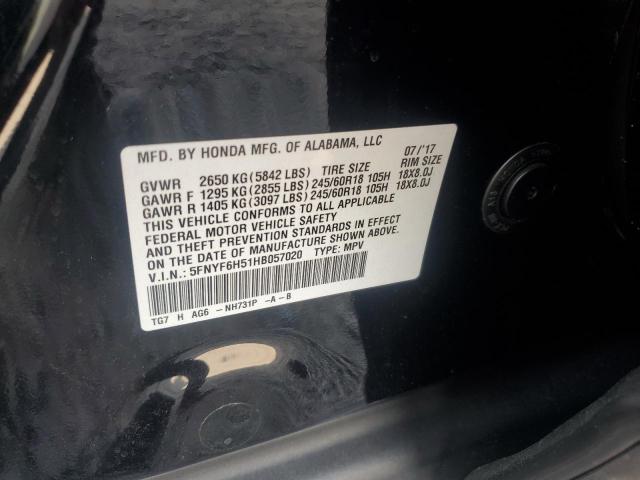 MFD. BY HONDA MFG. OF ALABAMA, LLC 07/'17
GVWR 2650 KG (5842 LBS) TIRE SIZE RIM SIZE
GAWR F 1295 KG (2855 LBS) 245/60R18 105H 18X8.0J
GAWR R 1405 KG (3097 LBS) 245/60R18 105H 18X8.0J
THIS VEHICLE CONFORMS TO ALL APPLICABLE
FEDERAL MOTOR VEHICLE SAFETY
AND THEFT PREVENTION STANDARDS IN EFFECT
ON THE DATE OF MANUFACTURE SHOWN ABOVE.
V.I.N.: 5FNYF6H51HB057020 TYPE: MPV
TG7 H AG6 -NH731P -A-B